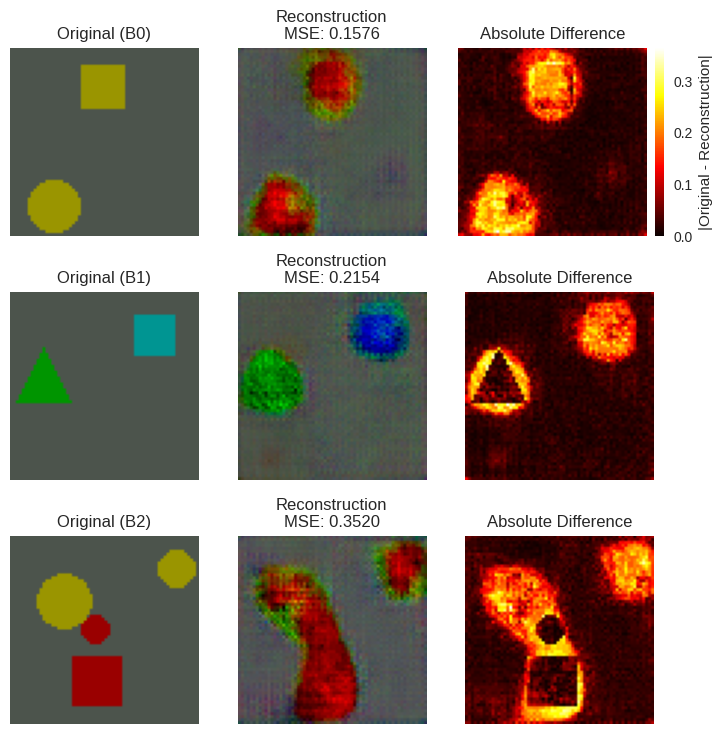 Original (B0)
Reconstruction
MSE: 0.1576
Absolute Difference
0.3
0.2
0.1
0.0
|Original - Reconstruction|
Original (B1)
Reconstruction
MSE: 0.2154
Absolute Difference
Original (B2)
Reconstruction
MSE: 0.3520
Absolute Difference